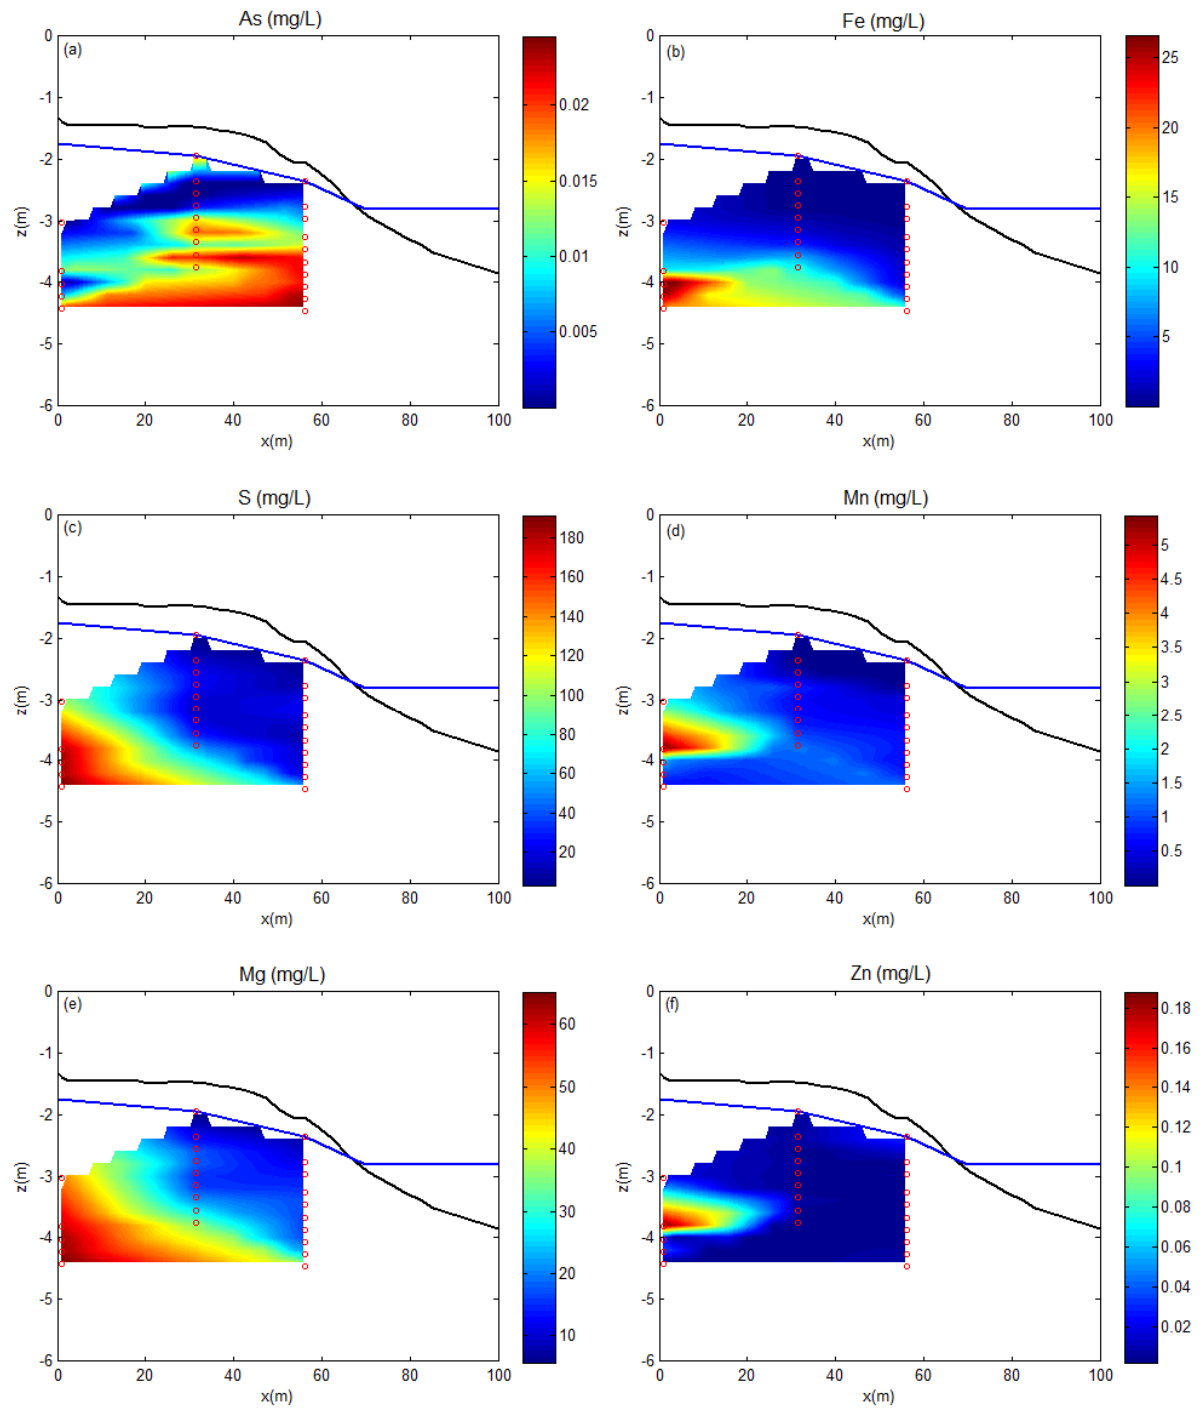 As (mg/L)
(a)
0
-1
-2
-3
-4
-5
-6
z(m)
0 20 40 60 80 100
x(m)
0.02
0.015
0.01
0.005
Fe (mg/L)
(b)
0
-1
-2
-3
-4
-5
-6
z(m)
0 20 40 60 80 100
x(m)
25
20
15
10
5
S (mg/L)
(c)
0
-1
-2
-3
-4
-5
-6
z(m)
0 20 40 60 80 100
x(m)
180
160
140
120
100
80
60
40
20
Mn (mg/L)
(d)
0
-1
-2
-3
-4
-5
-6
z(m)
0 20 40 60 80 100
x(m)
5
4.5
4
3.5
3
2.5
2
1.5
1
0.5
Mg (mg/L)
(e)
0
-1
-2
-3
-4
-5
-6
z(m)
0 20 40 60 80 100
x(m)
60
50
40
30
20
10
Zn (mg/L)
(f)
0
-1
-2
-3
-4
-5
-6
z(m)
0 20 40 60 80 100
x(m)
0.18
0.16
0.14
0.12
0.1
0.08
0.06
0.04
0.02